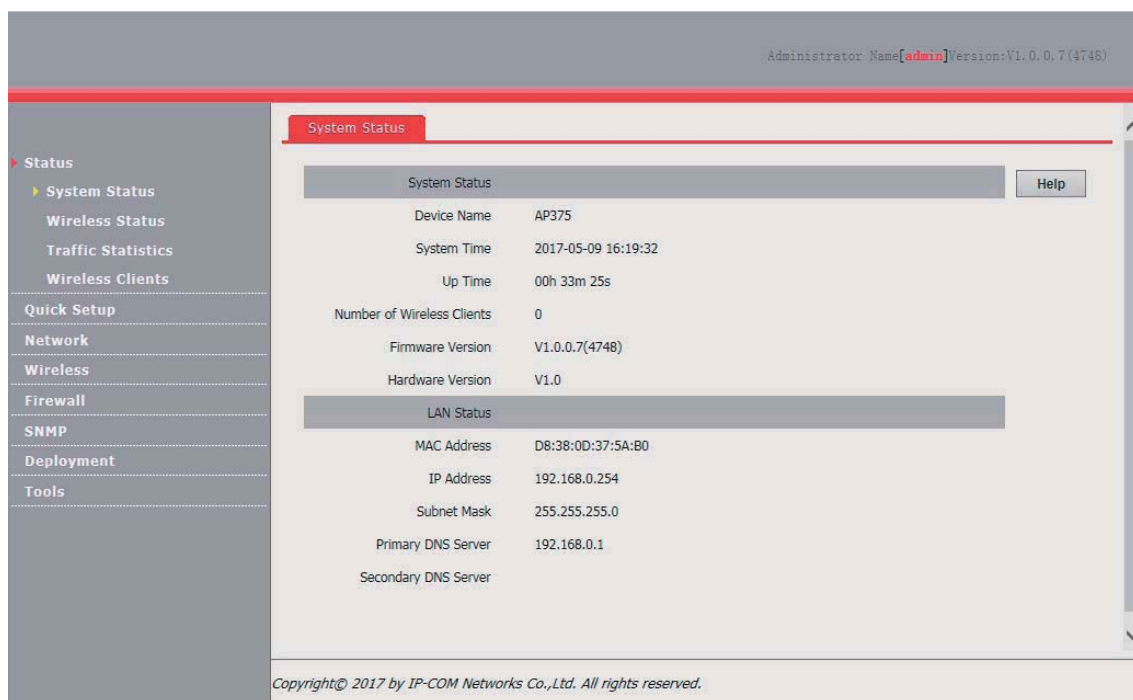 Administrator Name[admin]Version:V1.0.0.7(4748)
Status
System Status
Wireless Status
Traffic Statistics
Wireless Clients
Quick Setup
Network
Wireless
Firewall
SNMP
Deployment
Tools
System Status
System Status
Help
Device Name AP375
System Time 2017-05-09 16:19:32
Up Time 00h 33m 25s
Number of Wireless Clients 0
Firmware Version V1.0.0.7(4748)
Hardware Version V1.0
LAN Status
MAC Address D8:38:0D:37:5A:B0
IP Address 192.168.0.254
Subnet Mask 255.255.255.0
Primary DNS Server 192.168.0.1
Secondary DNS Server
Copyright© 2017 by IP-COM Networks Co.,Ltd. All rights reserved.